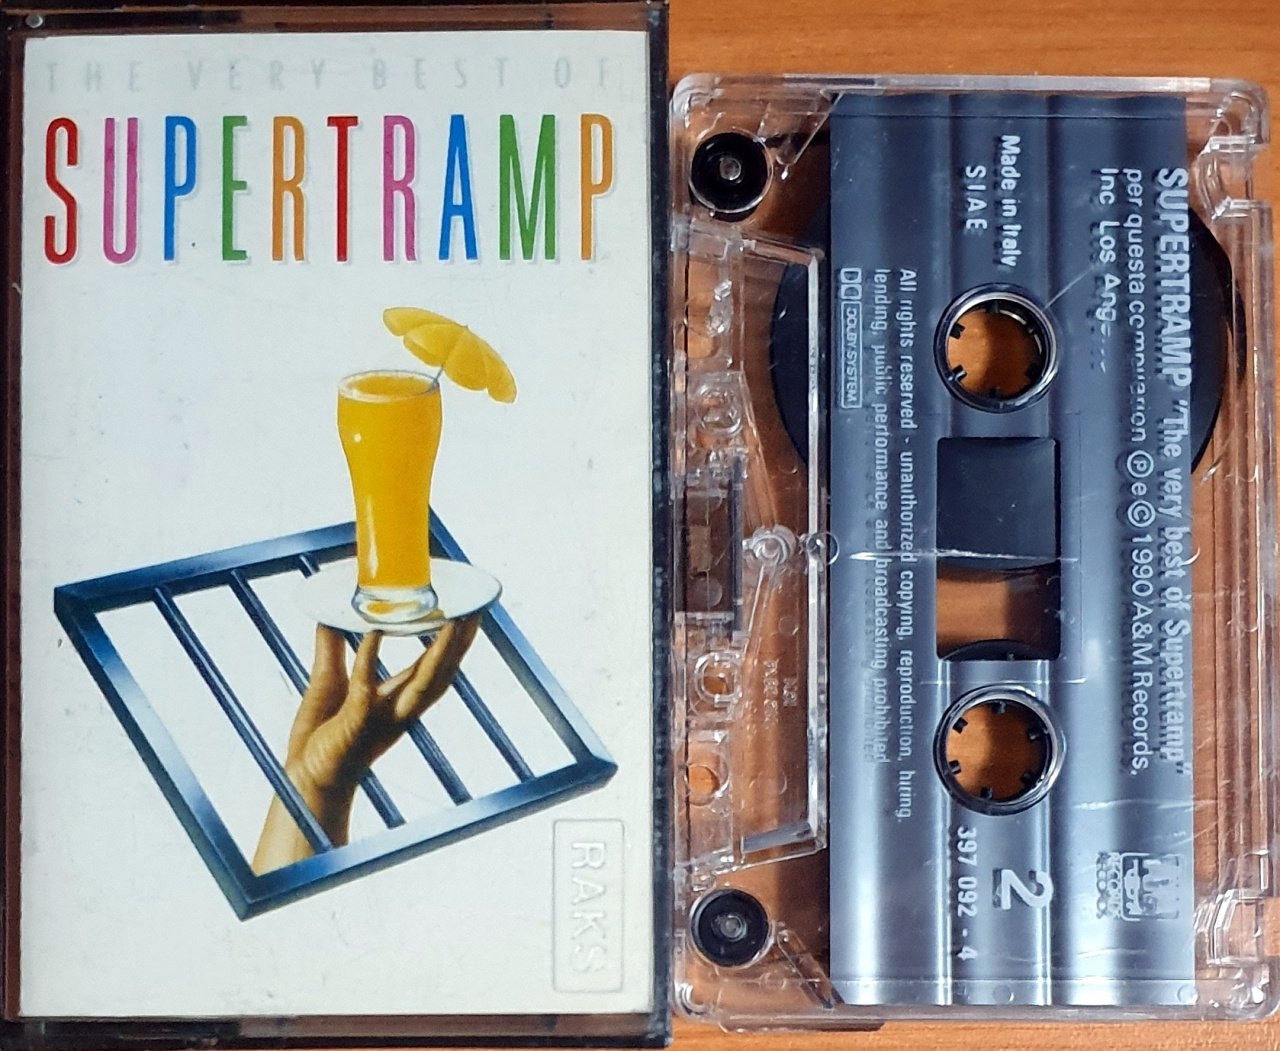 THE VERY BEST OF
SUPERTRAMP
RAKS
SUPERTRAMP "The very best of Supertramp"
per questa compilation Ⓟ e © 1990 A&M Records,
Inc Los
Made in Italy
SIAE
2
397 092 - 4
All rights reserved - unauthorized copying, reproduction, hiring,
lending, public performance and broadcasting prohibited
DOLBY SYSTEM
RECORDS